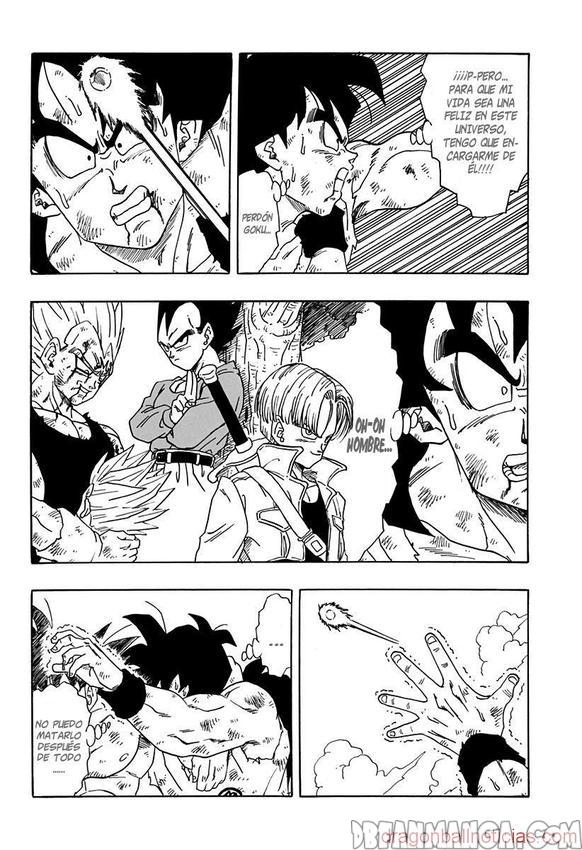 ¡¡¡¡P-PERO...
PARA QUE MI
VIDA SEA UNA
FELIZ EN ESTE
UNIVERSO,
TENGO QUE EN-
CARGARME DE
ÉL!!!!
PERDÓN
GOKU...
OH-OH
HOMBRE...
...
NO PUEDO
MATARLO
DESPUÉS
DE TODO
......
DBFANMANGA.COM
dragonballnoticias.com